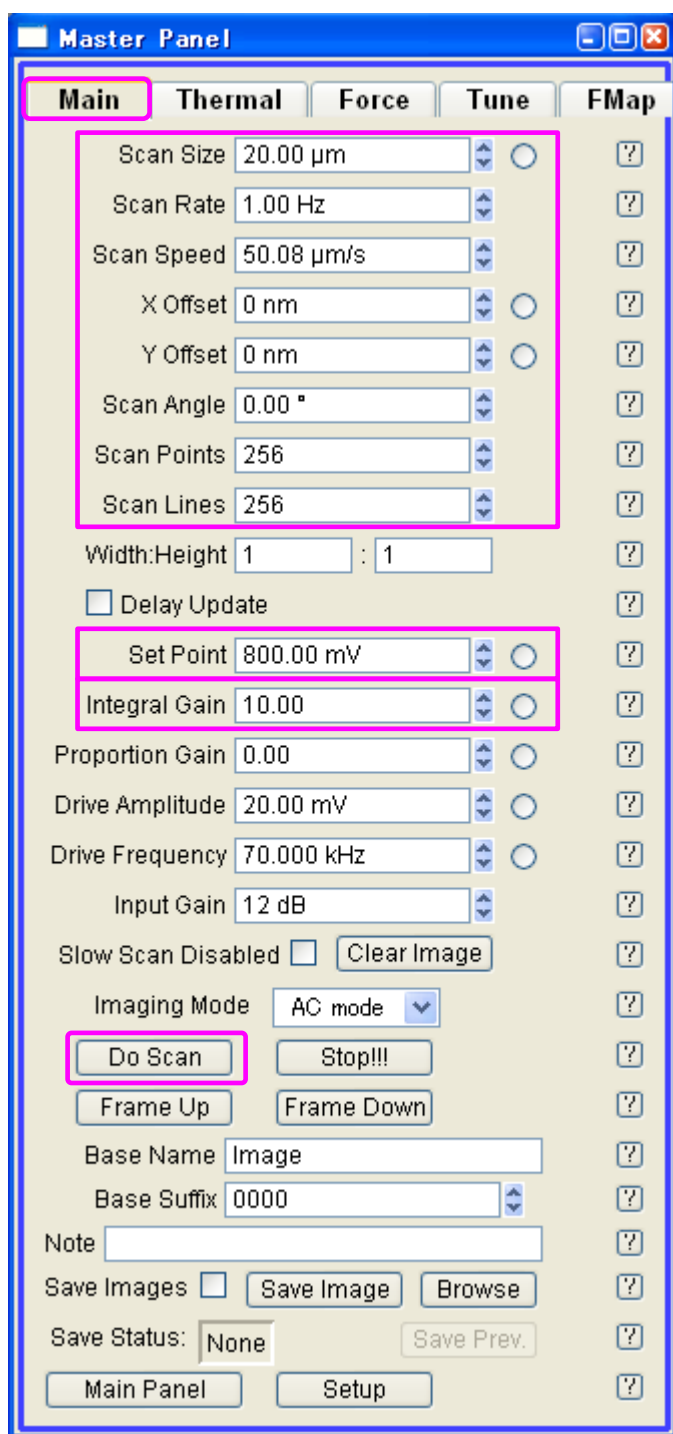 Master Panel
Main Thermal Force Tune FMap
Scan Size 20.00 µm ?
Scan Rate 1.00 Hz ?
Scan Speed 50.08 µm/s ?
X Offset 0 nm ?
Y Offset 0 nm ?
Scan Angle 0.00 ° ?
Scan Points 256 ?
Scan Lines 256 ?
Width:Height 1 : 1 ?
Delay Update ?
Set Point 800.00 mV ?
Integral Gain 10.00 ?
Proportion Gain 0.00 ?
Drive Amplitude 20.00 mV ?
Drive Frequency 70.000 kHz ?
Input Gain 12 dB ?
Slow Scan Disabled Clear Image ?
Imaging Mode AC mode ?
Do Scan Stop!!! ?
Frame Up Frame Down ?
Base Name Image ?
Base Suffix 0000 ?
Note ?
Save Images Save Image Browse ?
Save Status: None Save Prev. ?
Main Panel Setup ?